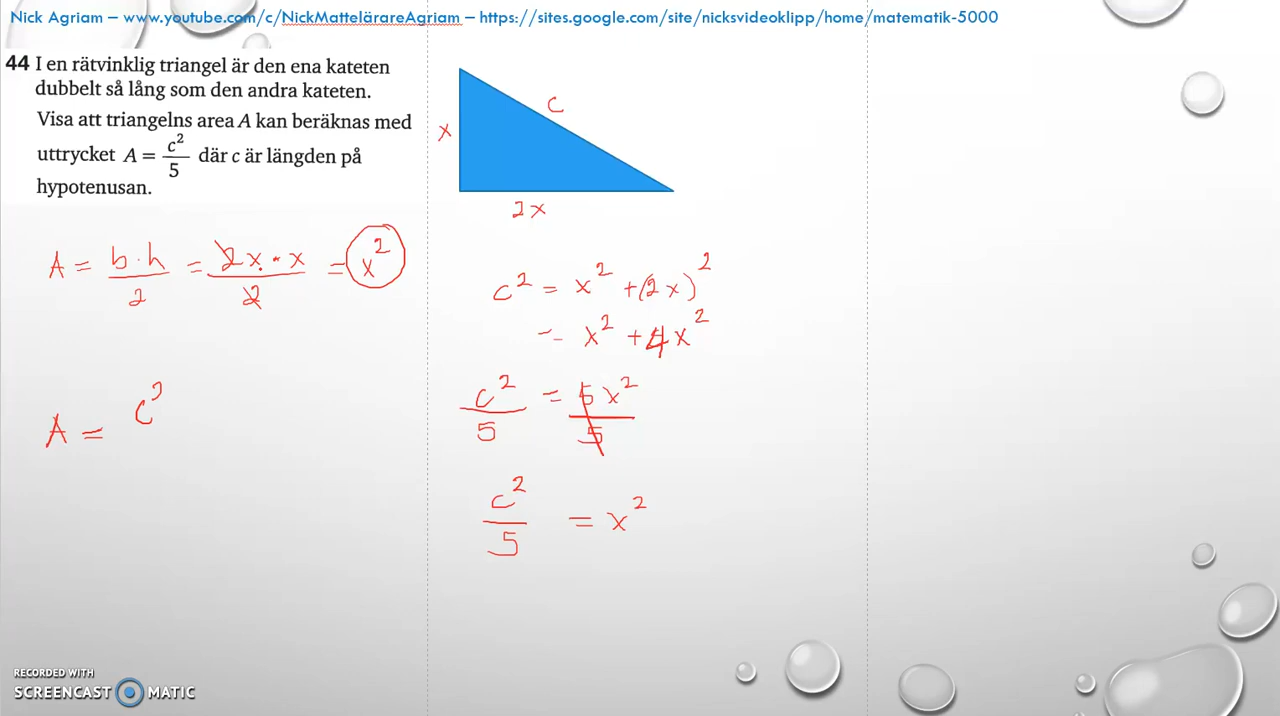 Nick Agriam – www.youtube.com/c/NickMattelärareAgriam – https://sites.google.com/site/nicksvideoklipp/home/matematik-5000
44 I en rätvinklig triangel är den ena kateten
dubbelt så lång som den andra kateten.
Visa att triangelns area A kan beräknas med
uttrycket A = c²/5 där c är längden på
hypotenusan.
x
c
2x
A = b·h/2 = 2x·x/2 = x²
c² = x² + (2x)²
= x² + 4x²
c²/5 = 5x²/5
A = c²
c²/5 = x²
RECORDED WITH
SCREENCAST MATIC